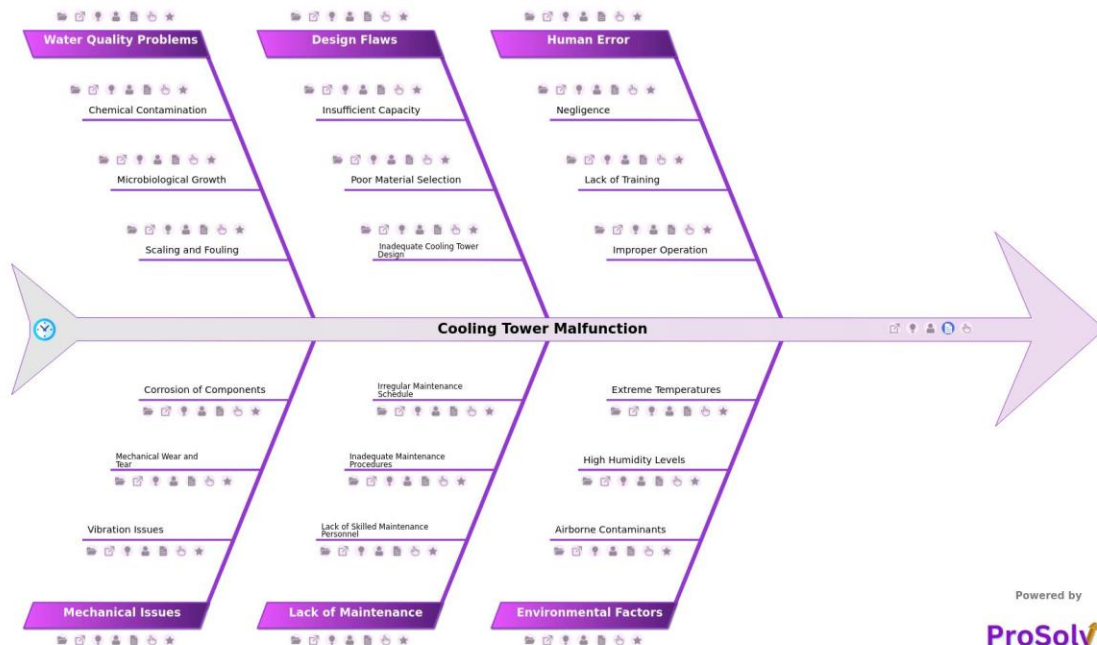 Water Quality Problems
Design Flaws
Human Error
Chemical Contamination
Insufficient Capacity
Negligence
Microbiological Growth
Poor Material Selection
Lack of Training
Scaling and Fouling
Inadequate Cooling Tower
Design
Improper Operation
Cooling Tower Malfunction
Corrosion of Components
Irregular Maintenance
Schedule
Extreme Temperatures
Mechanical Wear and
Tear
Inadequate Maintenance
Procedures
High Humidity Levels
Vibration Issues
Lack of Skilled Maintenance
Personnel
Airborne Contaminants
Mechanical Issues
Lack of Maintenance
Environmental Factors
Powered by
ProSolv